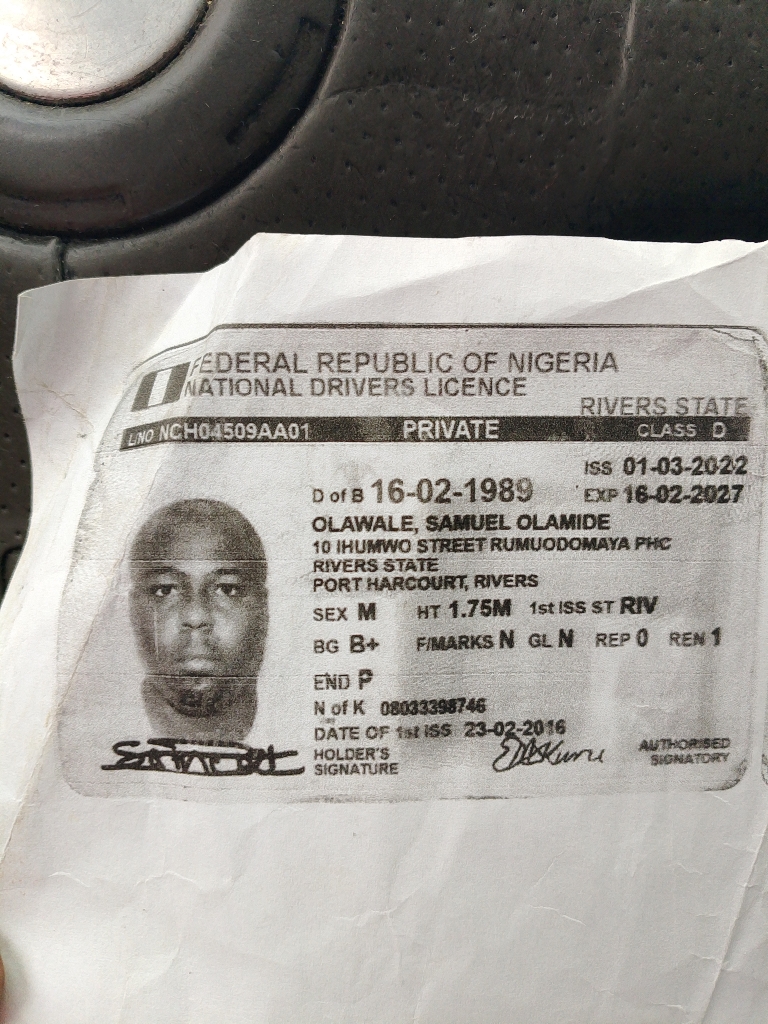 FEDERAL REPUBLIC OF NIGERIA
NATIONAL DRIVERS LICENCE
RIVERS STATE
L/NO NCH04509AA01 PRIVATE CLASS D
ISS 01-03-2022
D of B 16-02-1989 EXP 16-02-2027
OLAWALE, SAMUEL OLAMIDE
10 IHUMWO STREET RUMUODOMAYA PHC
RIVERS STATE
PORT HARCOURT, RIVERS
SEX M HT 1.75M 1st ISS ST RIV
BG B+ F/MARKS N GL N REP 0 REN 1
END P
N of K 08033398746
DATE OF 1st ISS 23-02-2016
HOLDER'S SIGNATURE
AUTHORISED SIGNATORY